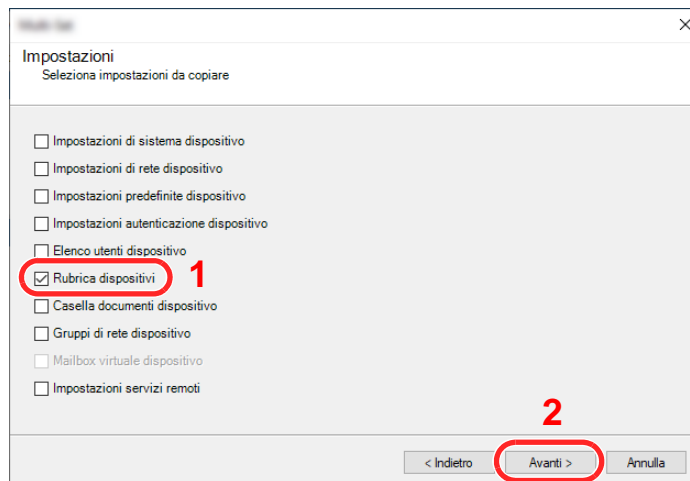 Impostazioni
Seleziona impostazioni da copiare
Impostazioni di sistema dispositivo
Impostazioni di rete dispositivo
Impostazioni predefinite dispositivo
Impostazioni autenticazione dispositivo
Elenco utenti dispositivo
Rubrica dispositivi 1
Casella documenti dispositivo
Gruppi di rete dispositivo
Mailbox virtuale dispositivo
Impostazioni servizi remoti
2
< Indietro Avanti > Annulla